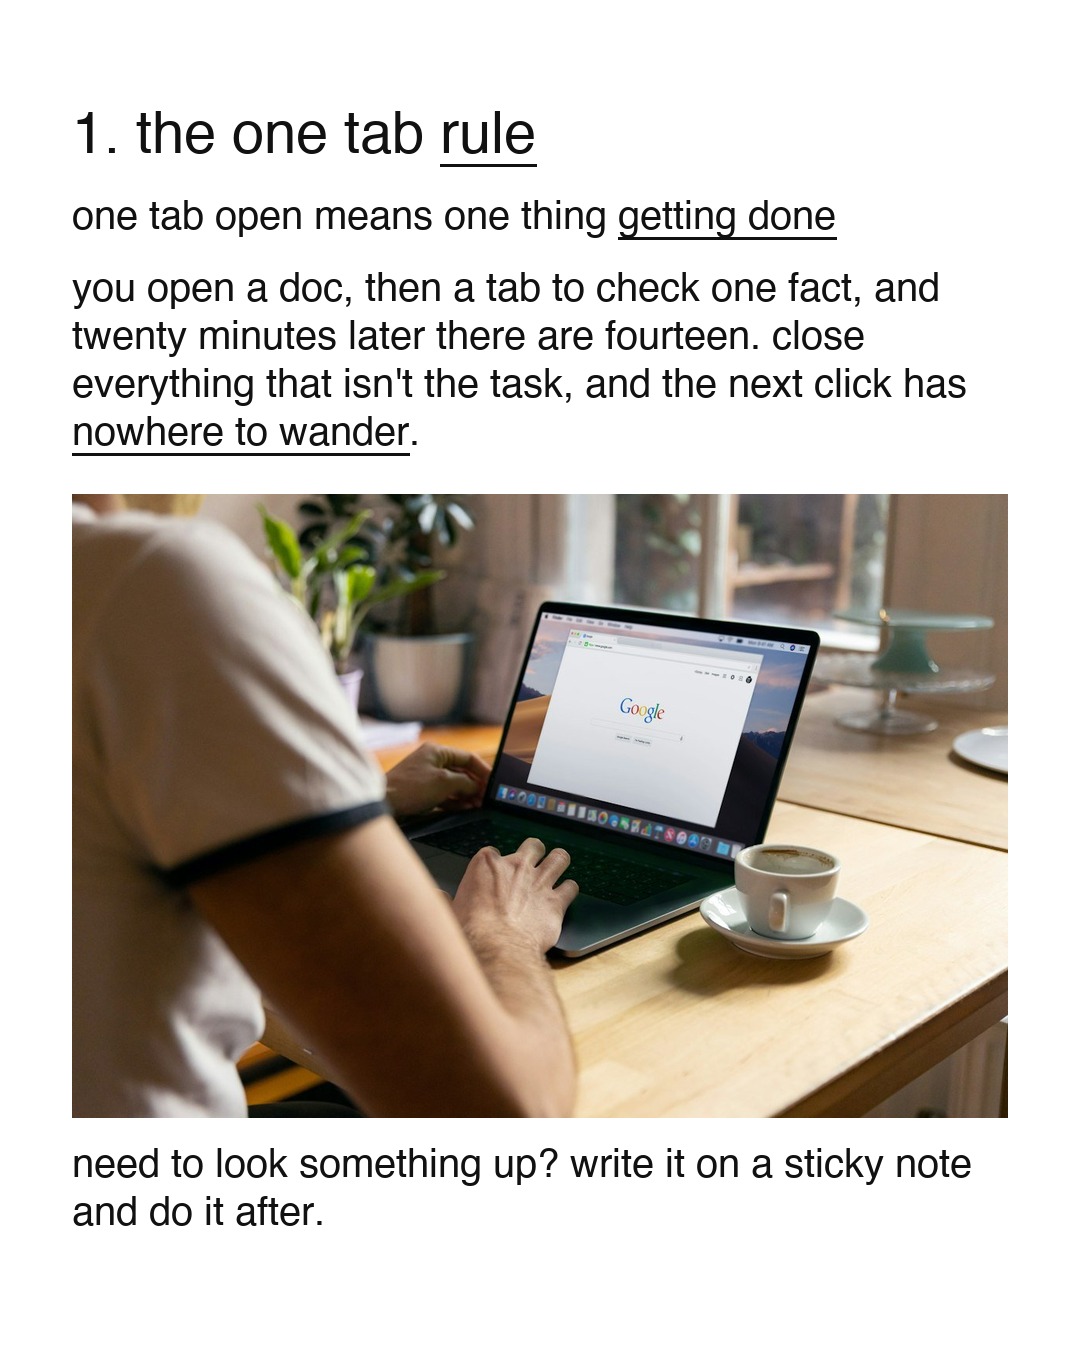 1. the one tab rule
one tab open means one thing getting done
you open a doc, then a tab to check one fact, and
twenty minutes later there are fourteen. close
everything that isn't the task, and the next click has
nowhere to wander.
Google
need to look something up? write it on a sticky note
and do it after.